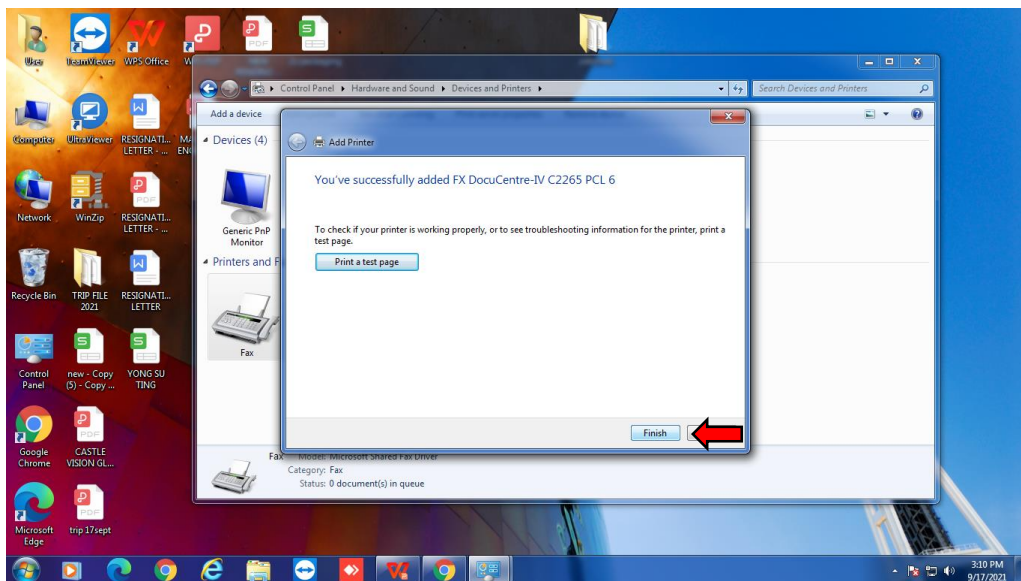 User
TeamViewer
WPS Office
PDF
Control Panel
Hardware and Sound
Devices and Printers
Search Devices and Printers
Add a device
Computer
UltraViewer
RESIGNATI...
LETTER - ...
Devices (4)
Add Printer
You've successfully added FX DocuCentre-IV C2265 PCL 6
Network
WinZip
PDF
RESIGNATI...
LETTER - ...
Generic PnP
Monitor
To check if your printer is working properly, or to see troubleshooting information for the printer, print a
test page.
Print a test page
Printers and F
Recycle Bin
TRIP FILE
2021
RESIGNATI...
LETTER
Fax
Control
Panel
new - Copy
(5) - Copy ...
YONG SU
TING
Finish
Google
Chrome
PDF
CASTLE
VISION GL...
Fax
Model: Microsoft Shared Fax Driver
Category: Fax
Status: 0 document(s) in queue
Microsoft
Edge
PDF
trip 17sept
3:10 PM
9/17/2021